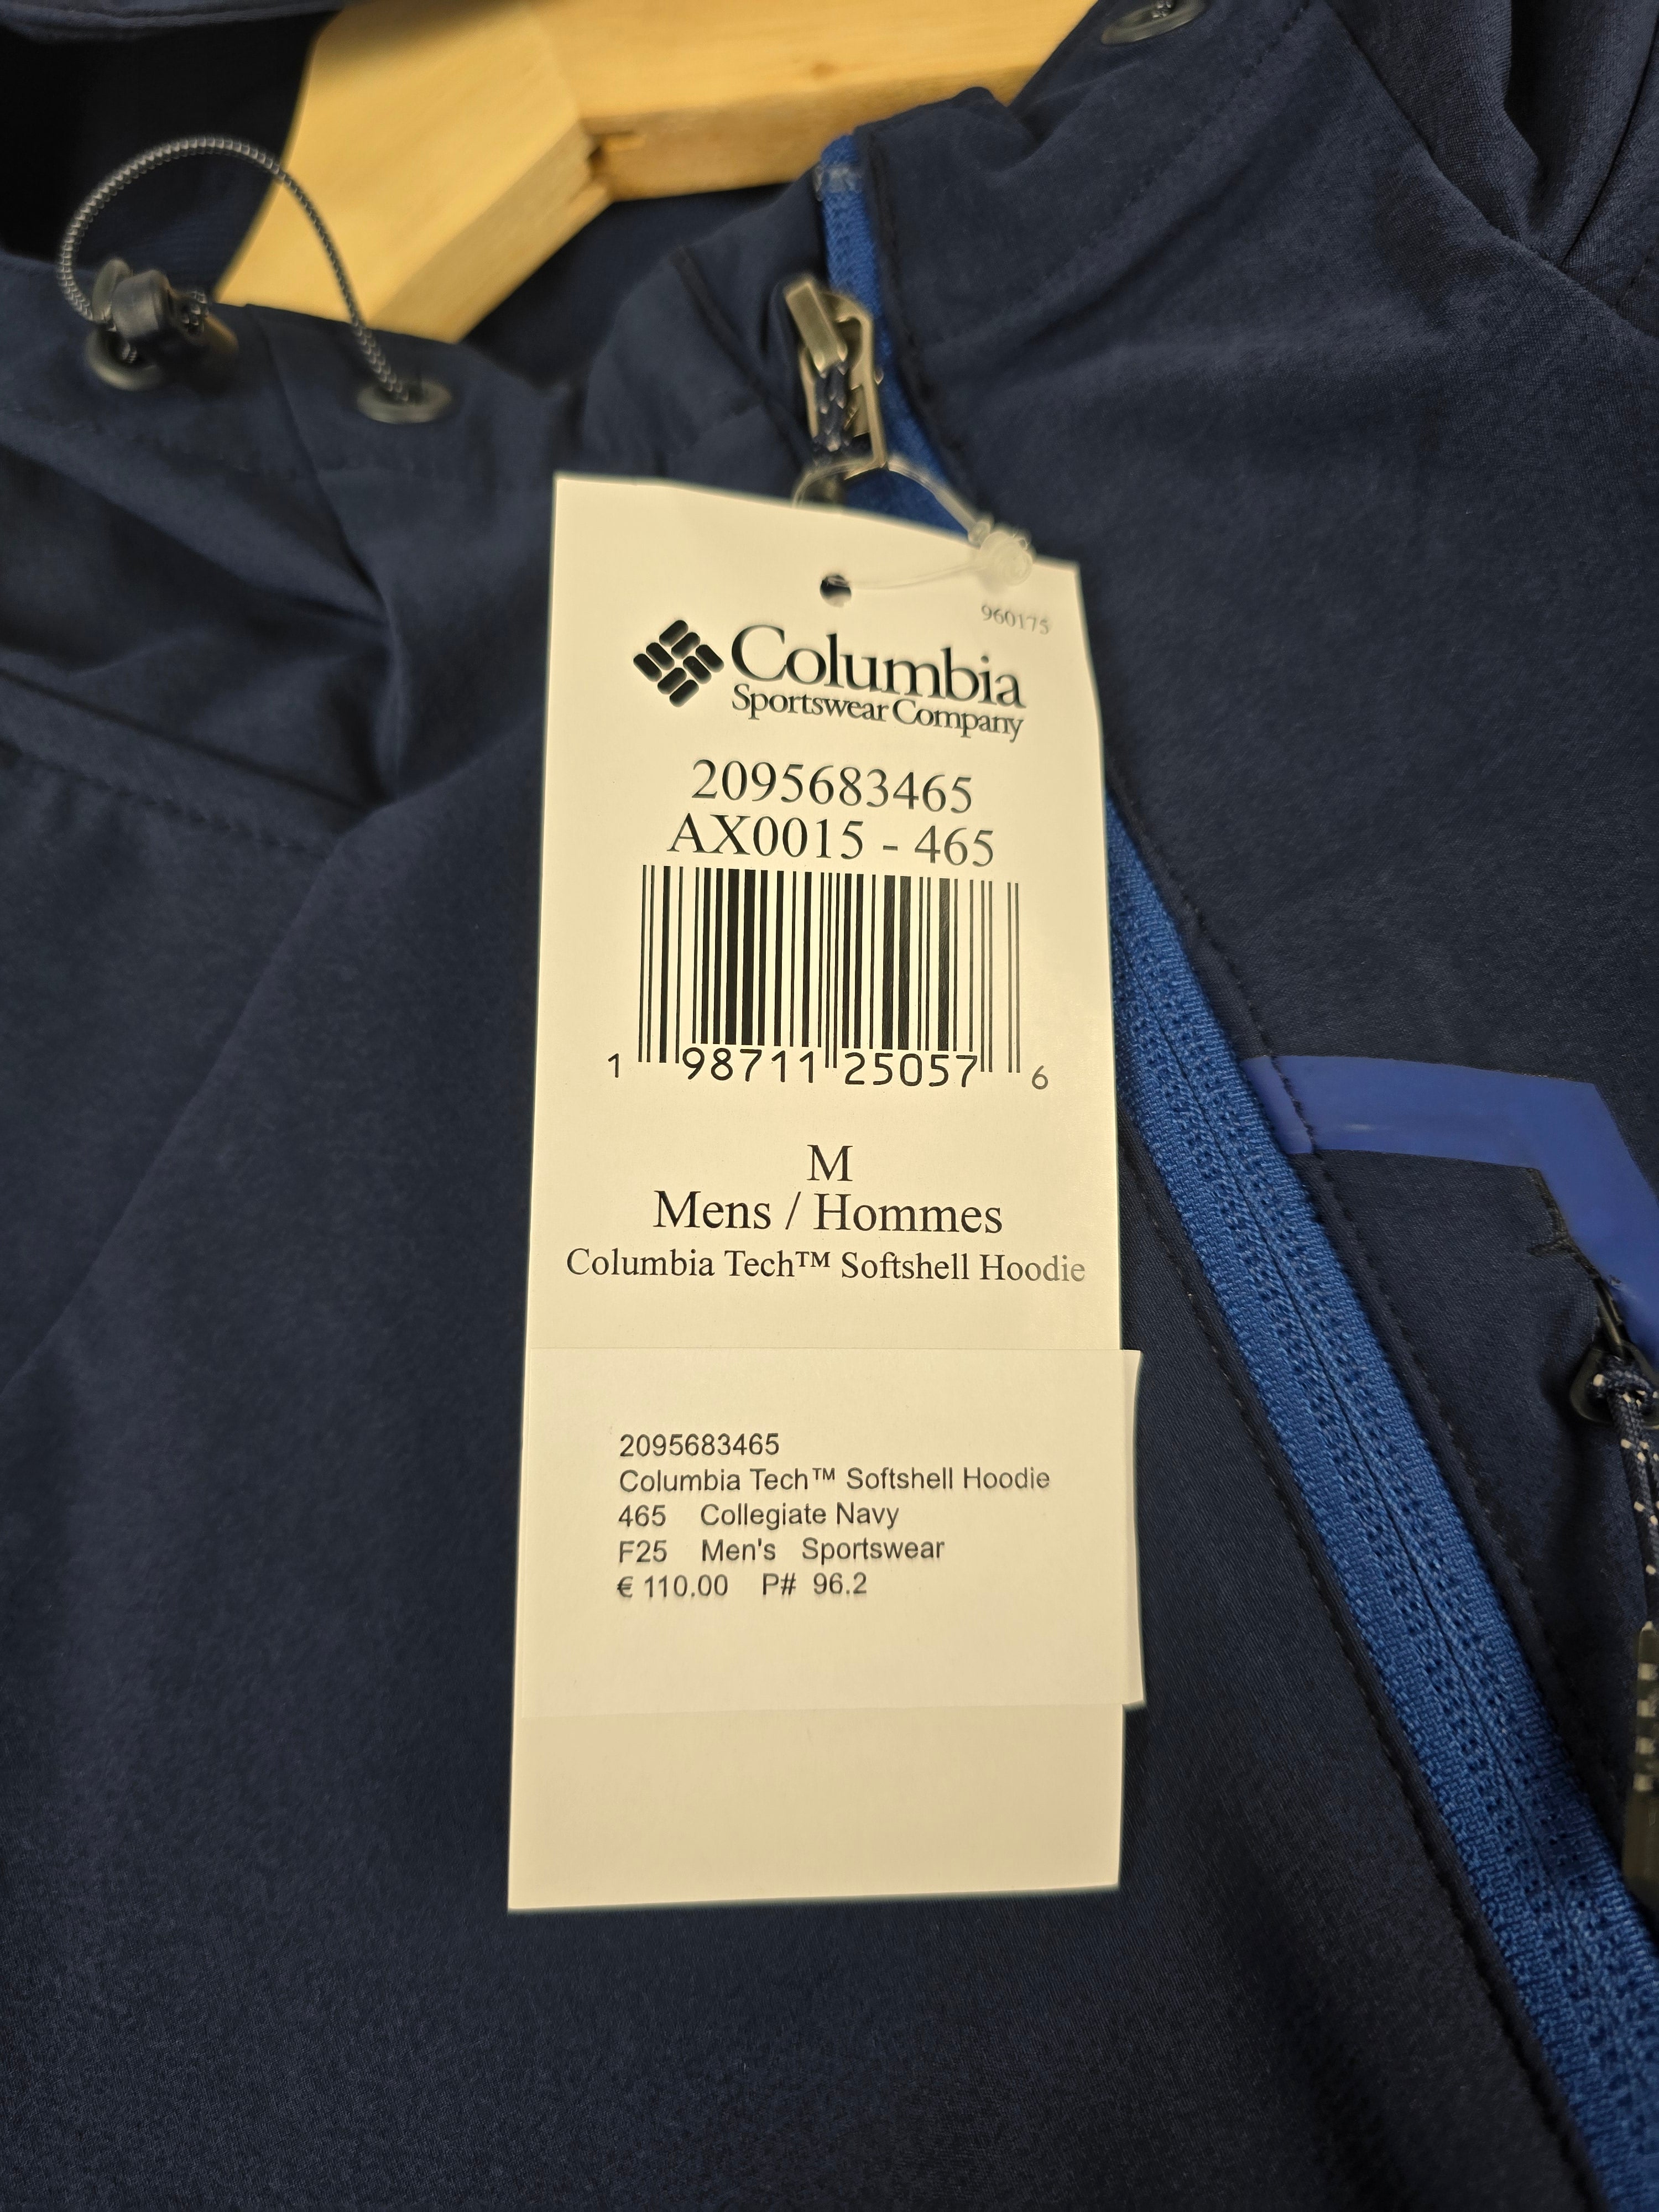 960175
Columbia
Sportswear Company
2095683465
AX0015 - 465
1 98711 25057 6
M
Mens / Hommes
Columbia Tech™ Softshell Hoodie
2095683465
Columbia Tech™ Softshell Hoodie
465 Collegiate Navy
F25 Men's Sportswear
€ 110.00 P# 96.2